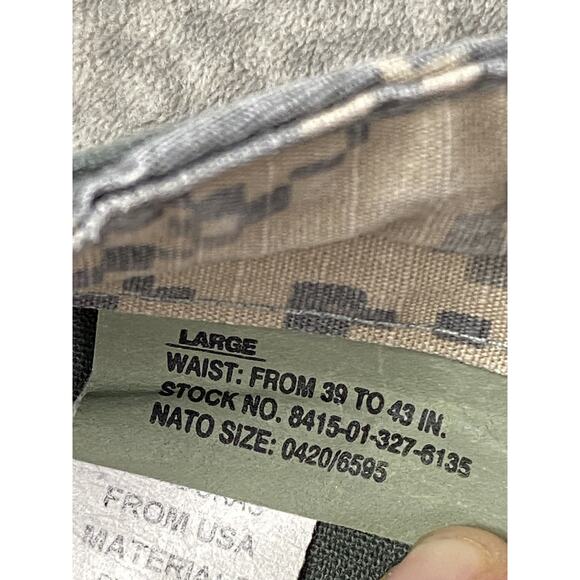 LARGE
WAIST: FROM 39 TO 43 IN.
STOCK NO. 8415-01-327-6135
NATO SIZE: 0420/6595
FROM USA
MATERIAL